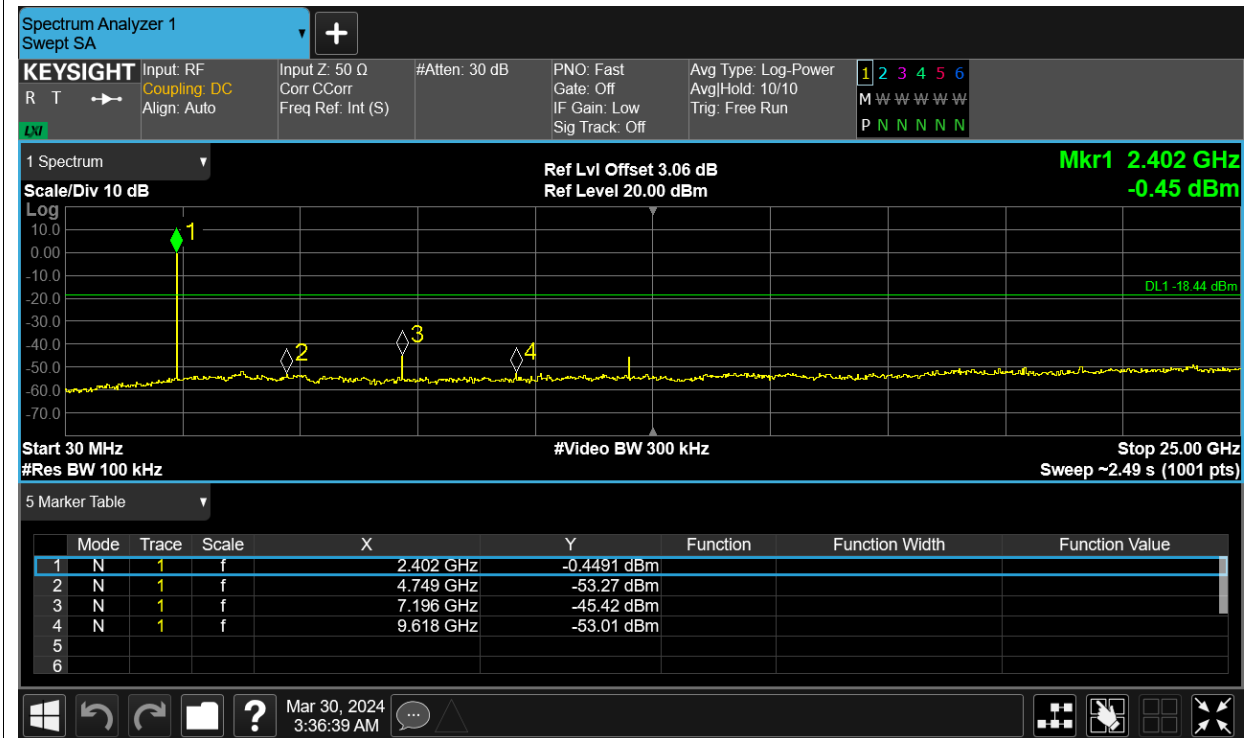 Spectrum Analyzer 1
Swept SA
KEYSIGHT
R T
LXI
Input: RF
Coupling: DC
Align: Auto
Input Z: 50 Ω
Corr CCorr
Freq Ref: Int (S)
#Atten: 30 dB
PNO: Fast
Gate: Off
IF Gain: Low
Sig Track: Off
Avg Type: Log-Power
Avg|Hold: 10/10
Trig: Free Run
1 2 3 4 5 6
M W W W W W
P N N N N N
1 Spectrum
Scale/Div 10 dB
Ref Lvl Offset 3.06 dB
Ref Level 20.00 dBm
Mkr1 2.402 GHz
-0.45 dBm
Log
10.0
0.00
-10.0
-20.0
-30.0
-40.0
-50.0
-60.0
-70.0
1
2
3
4
DL1 -18.44 dBm
Start 30 MHz
#Res BW 100 kHz
#Video BW 300 kHz
Stop 25.00 GHz
Sweep ~2.49 s (1001 pts)
5 Marker Table
Mode Trace Scale X Y Function Function Width Function Value
1 N 1 f 2.402 GHz -0.4491 dBm
2 N 1 f 4.749 GHz -53.27 dBm
3 N 1 f 7.196 GHz -45.42 dBm
4 N 1 f 9.618 GHz -53.01 dBm
5
6
?
Mar 30, 2024
3:36:39 AM